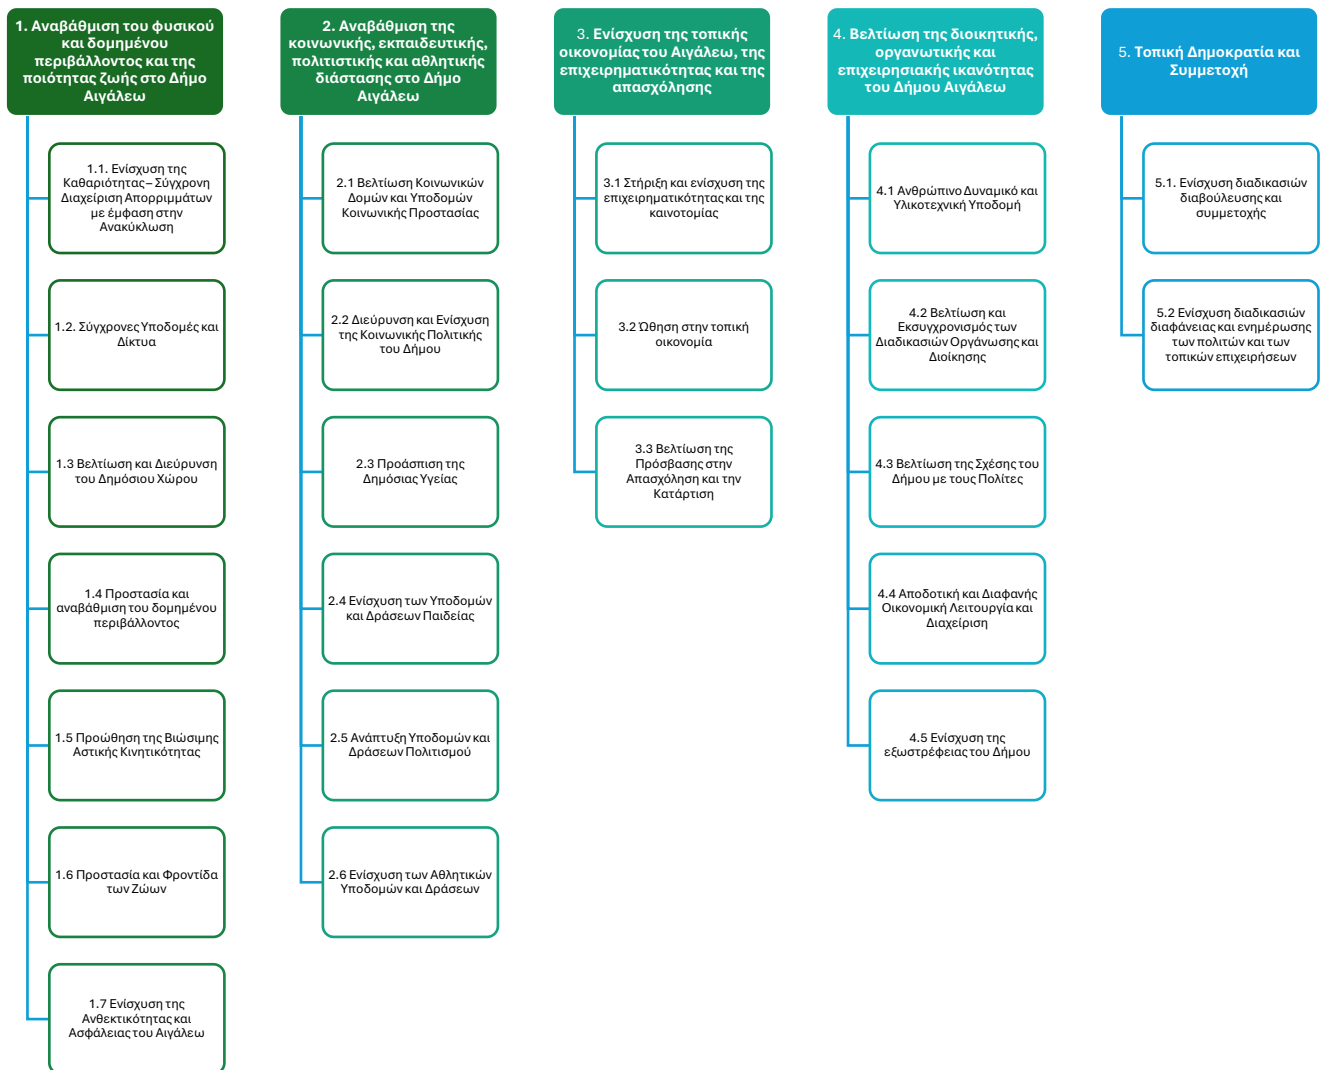 1. Αναβάθμιση του φυσικού
και δομημένου
περιβάλλοντος και της
ποιότητας ζωής στο Δήμο
Αιγάλεω
1.1. Ενίσχυση της
Καθαριότητας – Σύγχρονη
Διαχείριση Απορριμμάτων
με έμφαση στην
Ανακύκλωση
1.2. Σύγχρονες Υποδομές και
Δίκτυα
1.3 Βελτίωση και Διεύρυνση
του Δημόσιου Χώρου
1.4 Προστασία και
αναβάθμιση του δομημένου
περιβάλλοντος
1.5 Προώθηση της Βιώσιμης
Αστικής Κινητικότητας
1.6 Προστασία και Φροντίδα
των Ζώων
1.7 Ενίσχυση της
Ανθεκτικότητας και
Ασφάλειας του Αιγάλεω
2. Αναβάθμιση της
κοινωνικής, εκπαιδευτικής,
πολιτιστικής και αθλητικής
διάστασης στο Δήμο
Αιγάλεω
2.1 Βελτίωση Κοινωνικών
Δομών και Υποδομών
Κοινωνικής Προστασίας
2.2 Διεύρυνση και Ενίσχυση
της Κοινωνικής Πολιτικής
του Δήμου
2.3 Προάσπιση της
Δημόσιας Υγείας
2.4 Ενίσχυση των Υποδομών
και Δράσεων Παιδείας
2.5 Ανάπτυξη Υποδομών και
Δράσεων Πολιτισμού
2.6 Ενίσχυση των Αθλητικών
Υποδομών και Δράσεων
3. Ενίσχυση της τοπικής
οικονομίας του Αιγάλεω, της
επιχειρηματικότητας και της
απασχόλησης
3.1 Στήριξη και ενίσχυση της
επιχειρηματικότητας και της
καινοτομίας
3.2 Ώθηση στην τοπική
οικονομία
3.3 Βελτίωση της
Πρόσβασης στην
Απασχόληση και την
Κατάρτιση
4. Βελτίωση της διοικητικής,
οργανωτικής και
επιχειρησιακής ικανότητας
του Δήμου Αιγάλεω
4.1 Ανθρώπινο Δυναμικό και
Υλικοτεχνική Υποδομή
4.2 Βελτίωση και
Εκσυγχρονισμός των
Διαδικασιών Οργάνωσης και
Διοίκησης
4.3 Βελτίωση της Σχέσης του
Δήμου με τους Πολίτες
4.4 Αποδοτική και Διαφανής
Οικονομική Λειτουργία και
Διαχείριση
4.5 Ενίσχυση της
εξωστρέφειας του Δήμου
5. Τοπική Δημοκρατία και
Συμμετοχή
5.1. Ενίσχυση διαδικασιών
διαβούλευσης και
συμμετοχής
5.2 Ενίσχυση διαδικασιών
διαφάνειας και ενημέρωσης
των πολιτών και των
τοπικών επιχειρήσεων